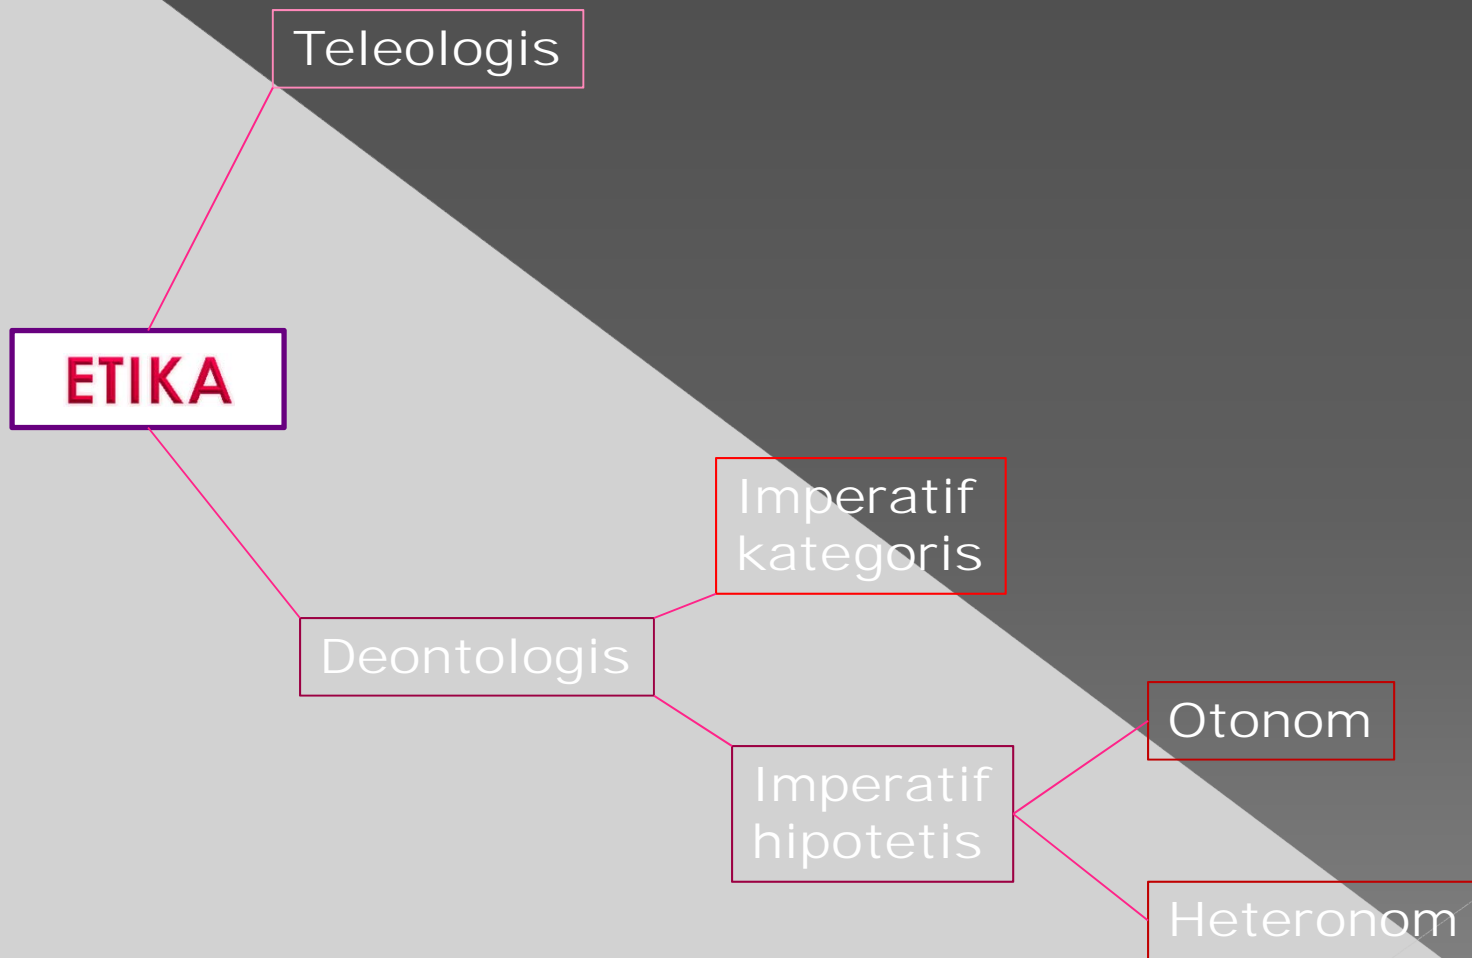 Teleologis
ETIKA
Imperatif
kategoris
Deontologis
Otonom
Imperatif
hipotetis
Heteronom